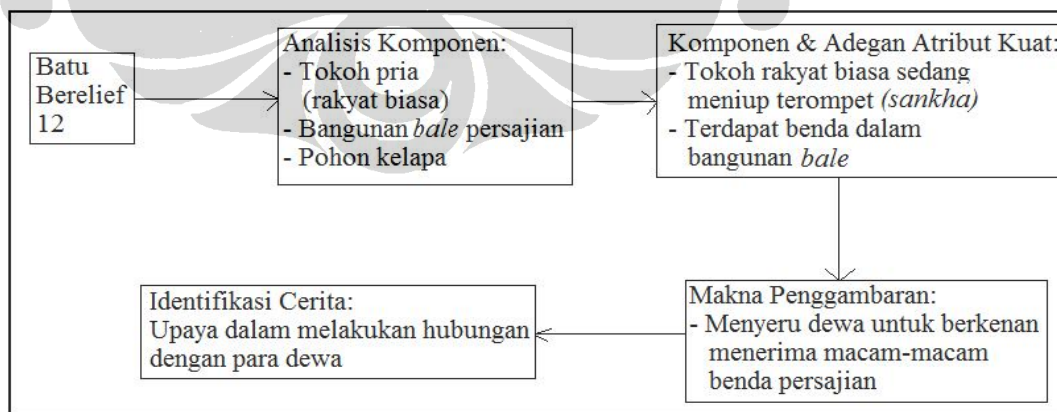 Batu
Berelief
12
Analisis Komponen:
- Tokoh pria
(rakyat biasa)
- Bangunan bale persajian
- Pohon kelapa
Komponen & Adegan Atribut Kuat:
- Tokoh rakyat biasa sedang
meniup terompet (sankha)
- Terdapat benda dalam
bangunan bale
Makna Penggambaran:
- Menyeru dewa untuk berkenan
menerima macam-macam
benda persajian
Identifikasi Cerita:
Upaya dalam melakukan hubungan
dengan para dewa